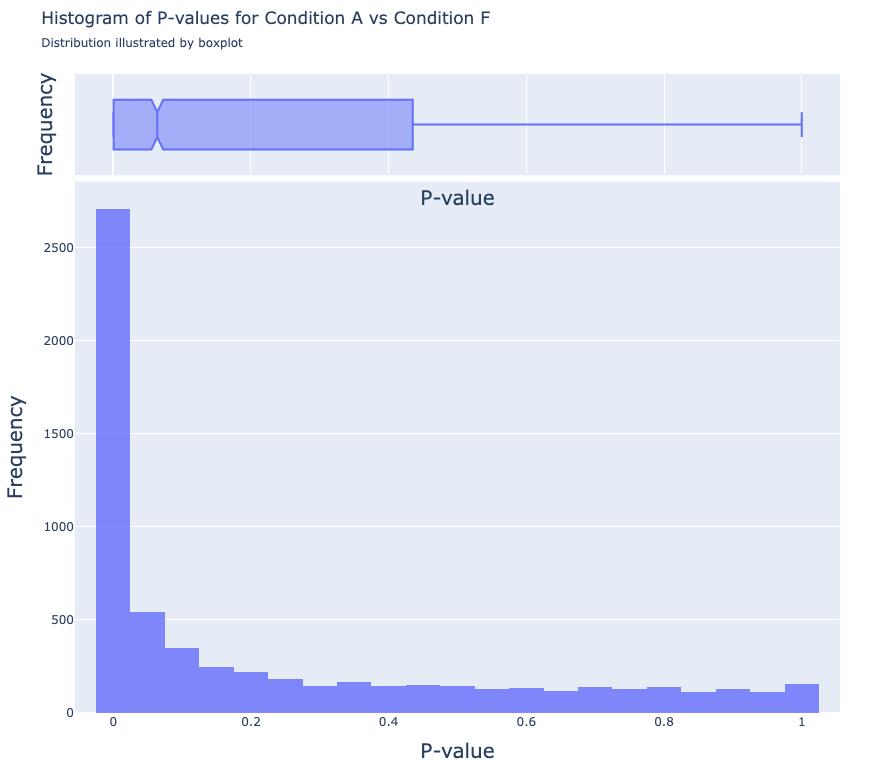 Histogram of P-values for Condition A vs Condition F
Distribution illustrated by boxplot
Frequency
P-value
2500
2000
1500
1000
500
0
Frequency
0 0.2 0.4 0.6 0.8 1
P-value